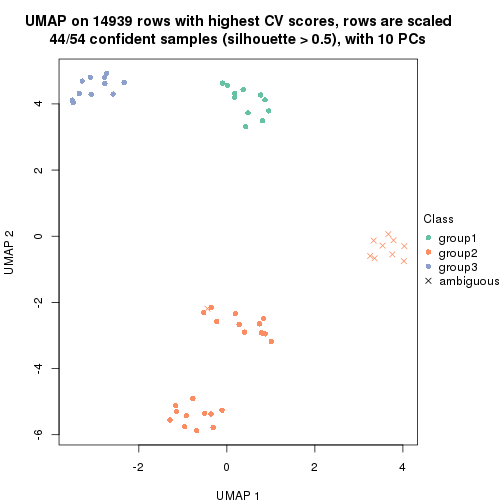 UMAP on 14939 rows with highest CV scores, rows are scaled
44/54 confident samples (silhouette > 0.5), with 10 PCs
4
2
0
-2
-4
-6
UMAP 2
-2
0
2
4
UMAP 1
Class
group1
group2
group3
ambiguous